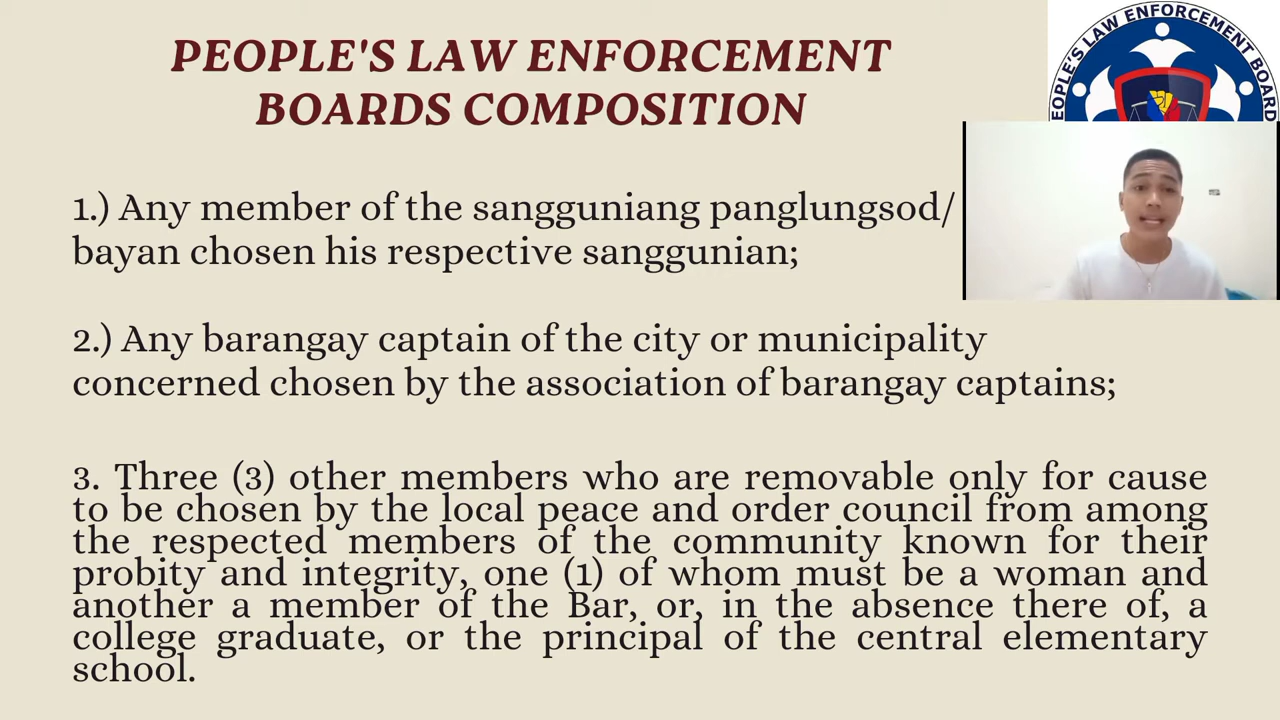 PEOPLE'S LAW ENFORCEMENT
BOARDS COMPOSITION
PEOPLE'S LAW ENFORCEMENT BOARD
1.) Any member of the sangguniang panglungsod/
bayan chosen his respective sanggunian;
2.) Any barangay captain of the city or municipality
concerned chosen by the association of barangay captains;
3. Three (3) other members who are removable only for cause
to be chosen by the local peace and order council from among
the respected members of the community known for their
probity and integrity, one (1) of whom must be a woman and
another a member of the Bar, or, in the absence there of, a
college graduate, or the principal of the central elementary
school.